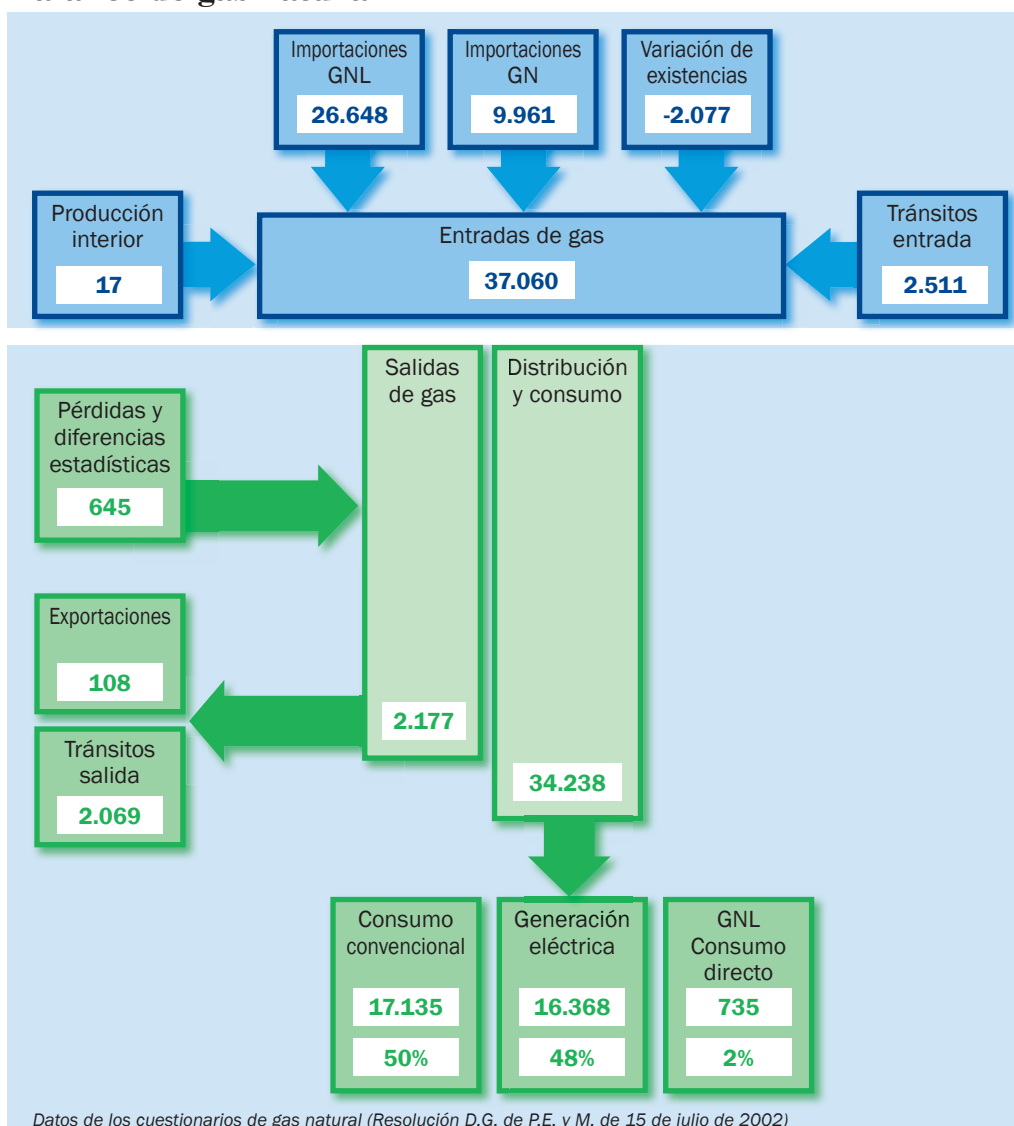 Importaciones
GNL
26.648
Importaciones
GN
9.961
Variación de
existencias
-2.077
Producción
interior
17
Entradas de gas
37.060
Tránsitos
entrada
2.511
Salidas
de gas
2.177
Distribución
y consumo
34.238
Pérdidas y
diferencias
estadísticas
645
Exportaciones
108
Tránsitos
salida
2.069
Consumo
convencional
17.135
50%
Generación
eléctrica
16.368
48%
GNL
Consumo
directo
735
2%
Datos de los cuestionarios de gas natural (Resolución D.G. de P.E. y M. de 15 de julio de 2002)